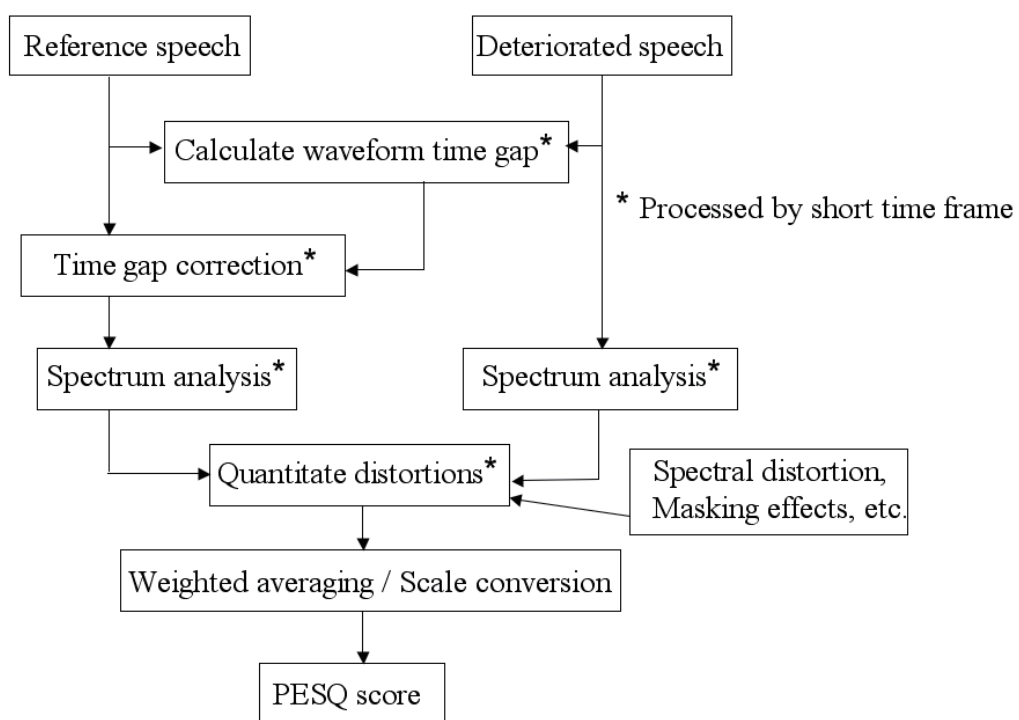 Reference speech
Deteriorated speech
Calculate waveform time gap*
* Processed by short time frame
Time gap correction*
Spectrum analysis*
Spectrum analysis*
Quantitate distortions*
Spectral distortion,
Masking effects, etc.
Weighted averaging / Scale conversion
PESQ score